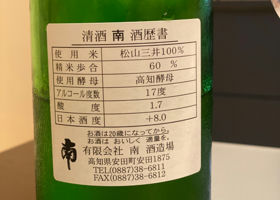 清酒 南 酒歴書
使用米 松山三井100%
精米歩合 60 %
使用酵母 高知酵母
アルコール度数 17度
酸度 1.7
日本酒度 +8.0
お酒は20歳になってから。
お酒は おいしく 適量を。
南 有限会社 南 酒造場
高知県安田町安田1875
TEL(0887)38-6811
FAX(0887)38-6812